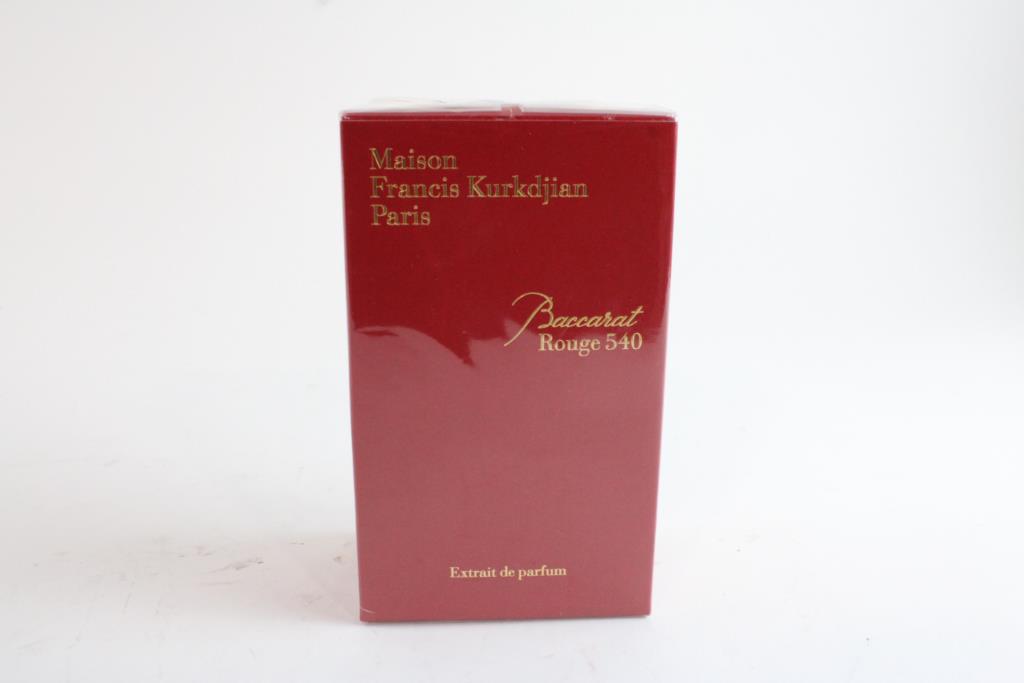 Maison
Francis Kurkdjian
Paris
Baccarat
Rouge 540
Extrait de parfum